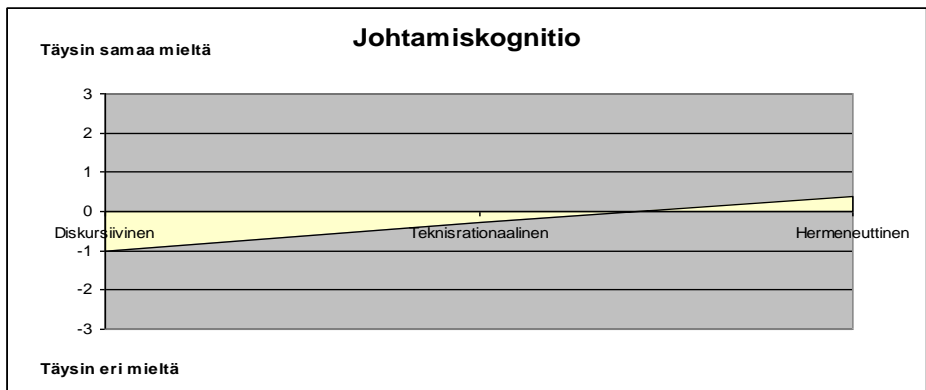 Johtamiskognitio
Täysin samaa mieltä
3
2
1
0
Diskursiivinen Teknisrationaalinen Hermeneuttinen
-1
-2
-3
Täysin eri mieltä